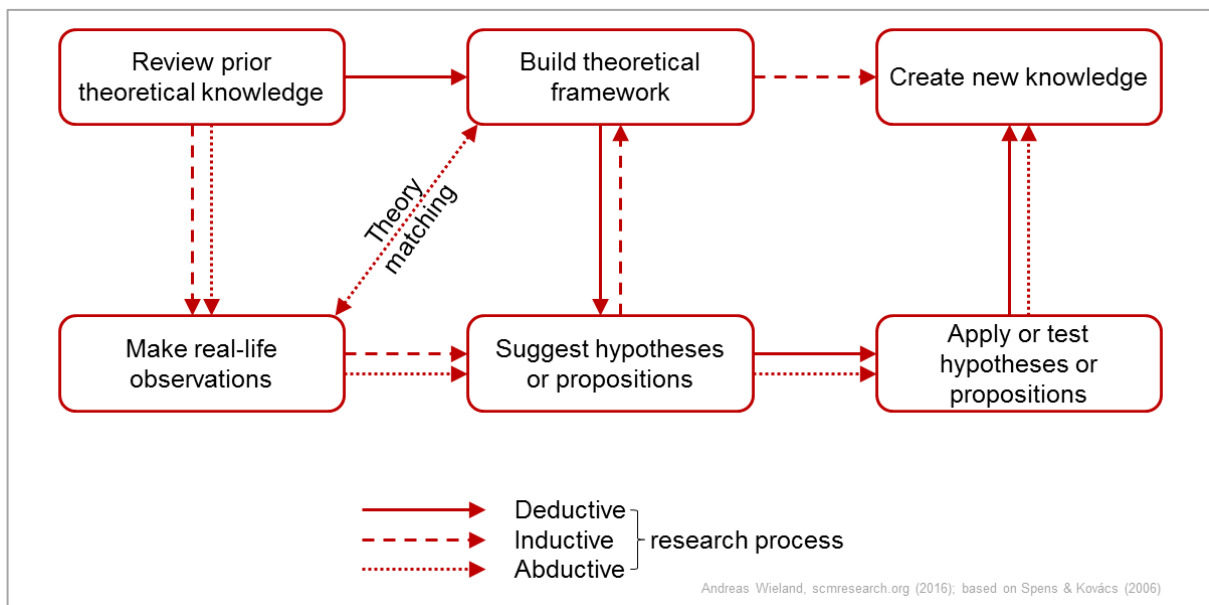 Review prior
theoretical knowledge
Build theoretical
framework
Create new knowledge
Theory
matching
Make real-life
observations
Suggest hypotheses
or propositions
Apply or test
hypotheses or
propositions
Deductive
Inductive
Abductive
research process
Andreas Wieland, scmresearch.org (2016); based on Spens & Kovács (2006)